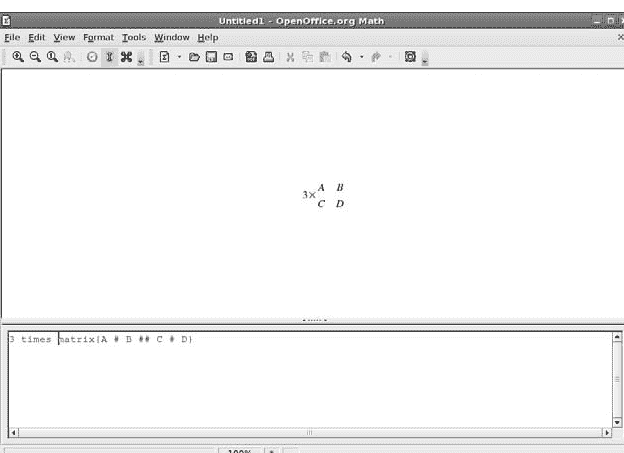 Untitled1 - OpenOffice.org Math
File Edit View Format Tools Window Help
3× A B
C D
3 times matrix{A # B ## C # D}
100%